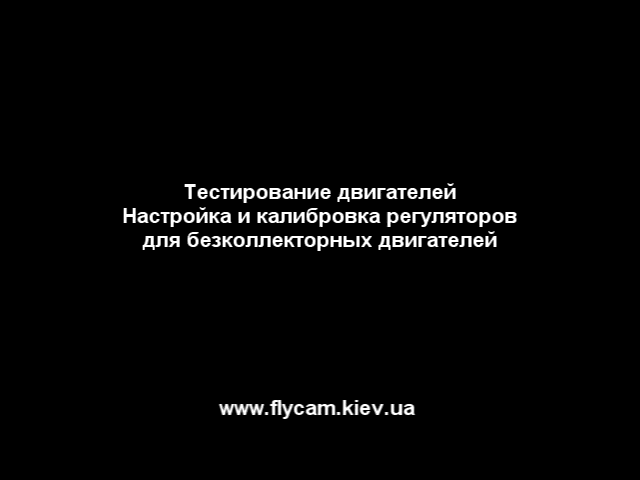 Тестирование двигателей
Настройка и калибровка регуляторов
для безколлекторных двигателей
www.flycam.kiev.ua